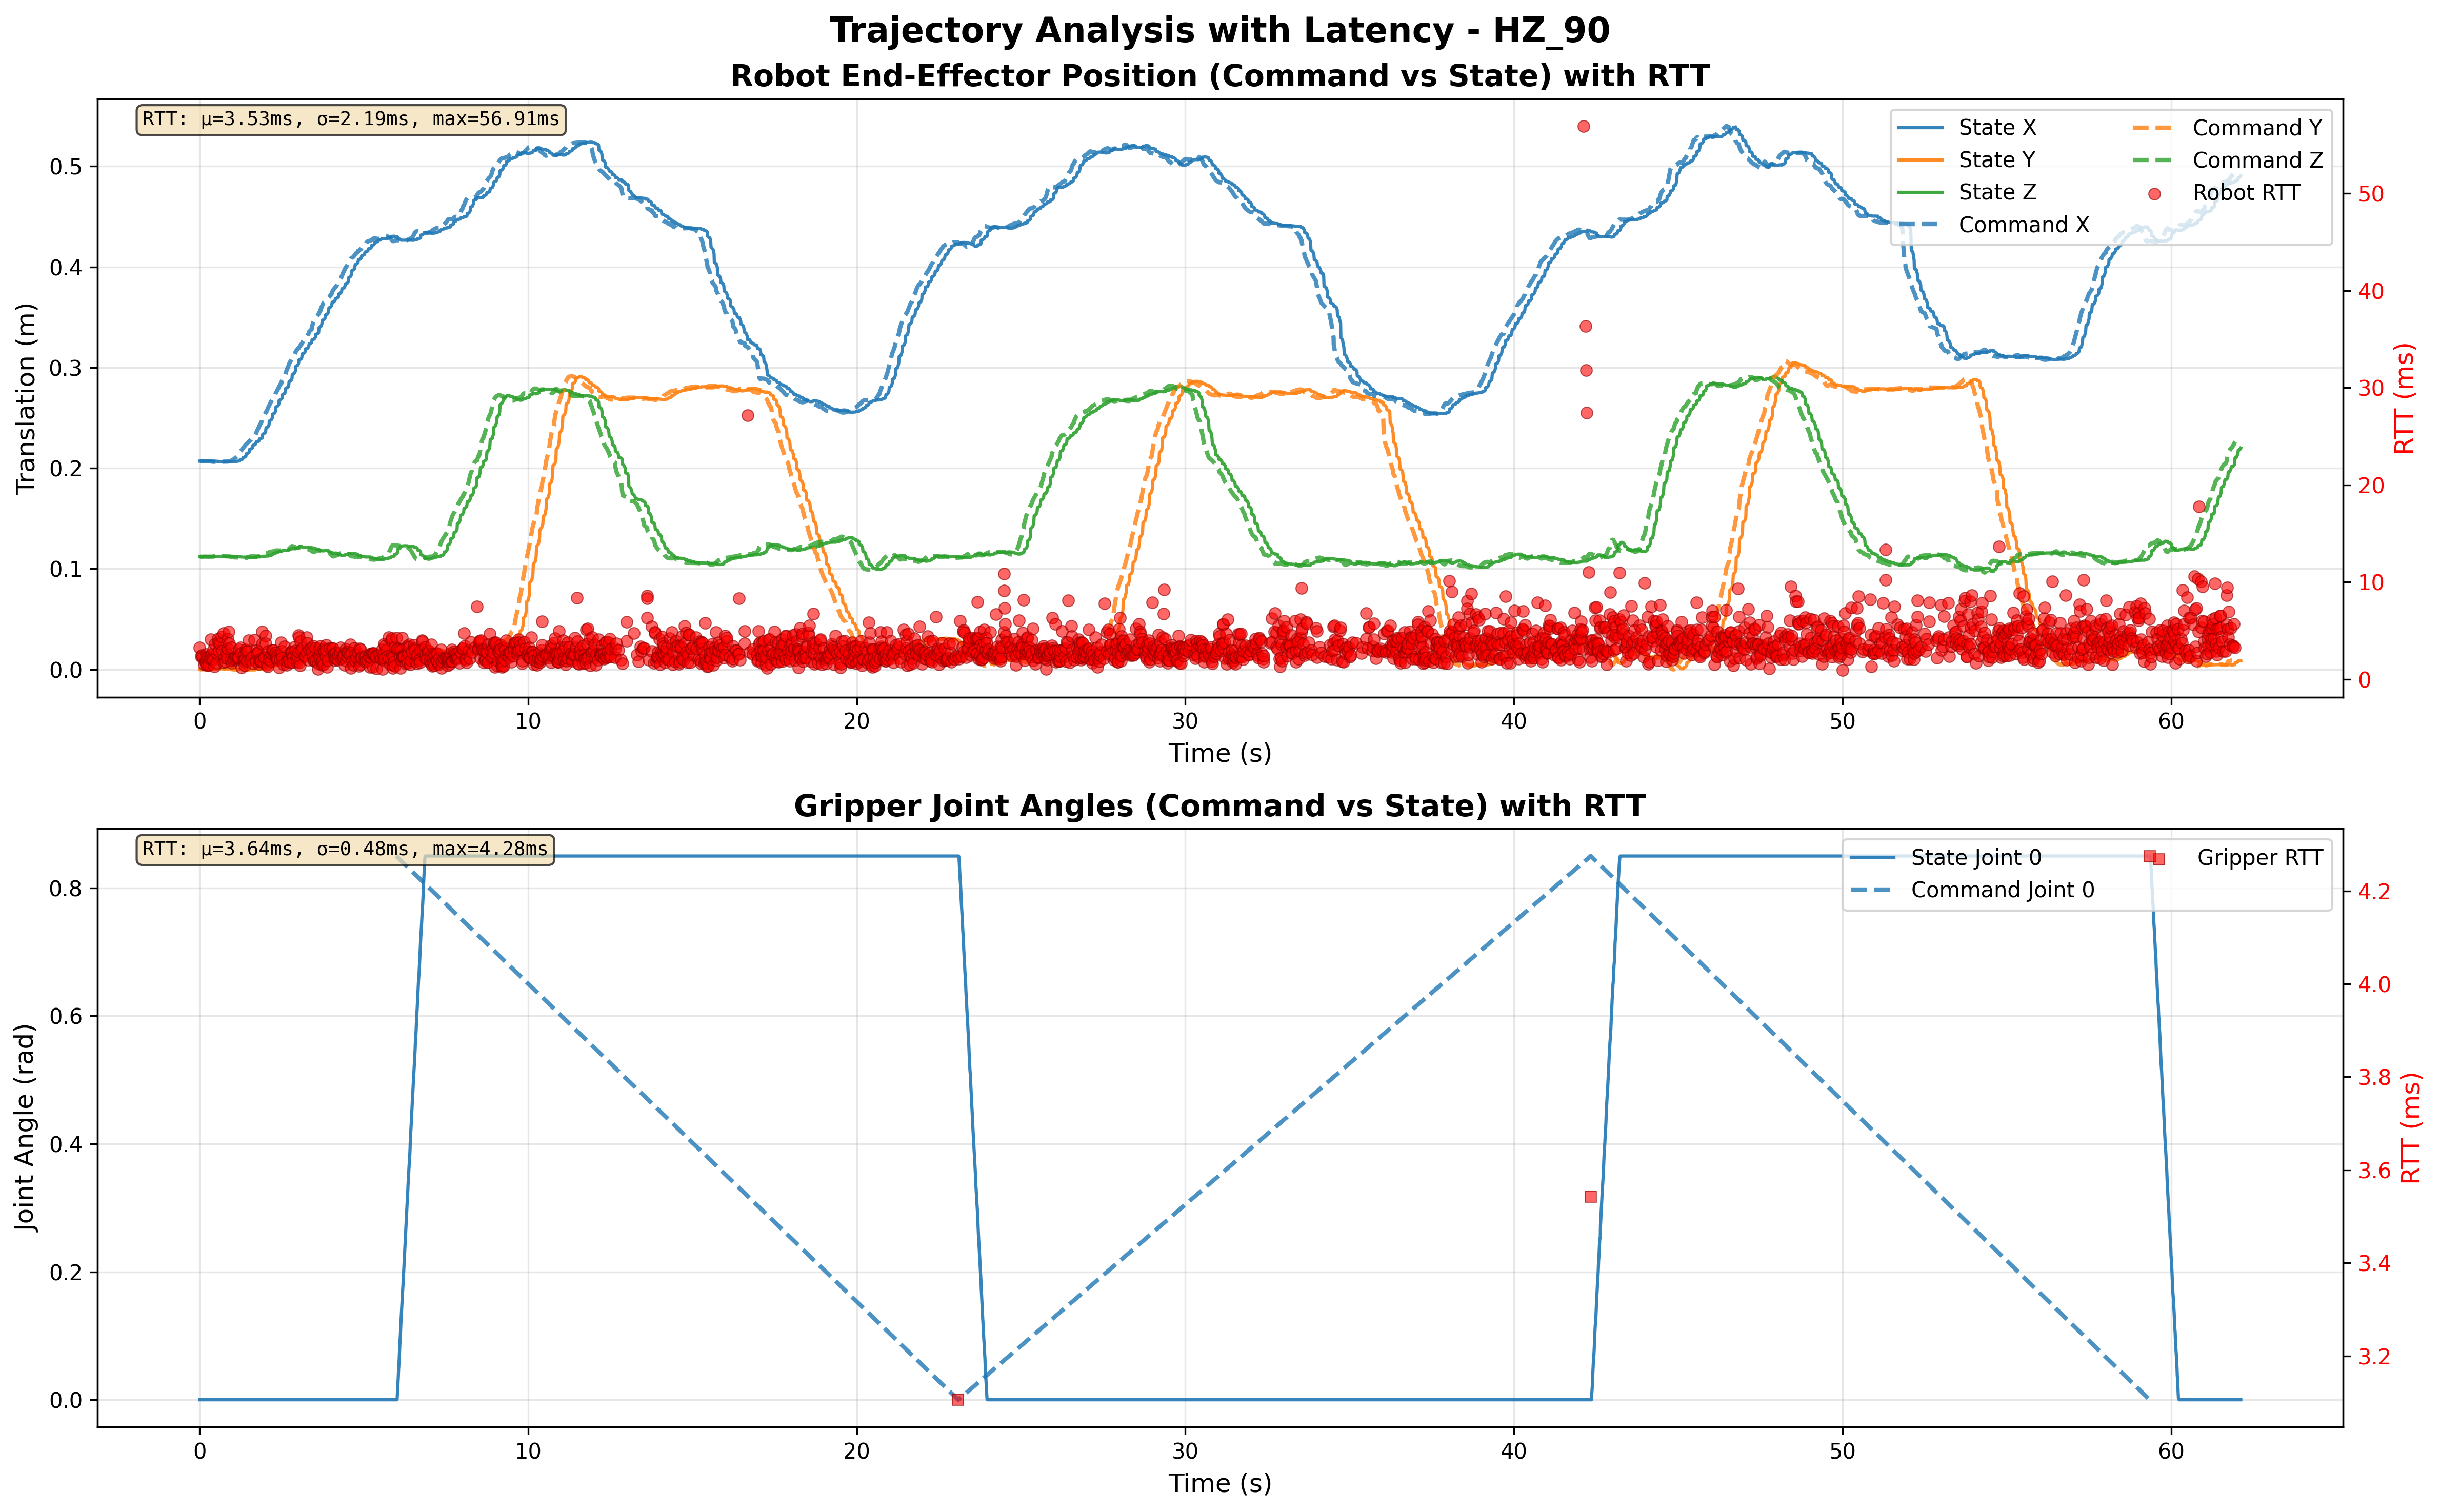 Trajectory Analysis with Latency - HZ_90
Robot End-Effector Position (Command vs State) with RTT
RTT: μ=3.53ms, σ=2.19ms, max=56.91ms
State X
State Y
State Z
Command X
Command Y
Command Z
Robot RTT
Translation (m)
0.5
0.4
0.3
0.2
0.1
0.0
50
40
30
20
10
0
RTT (ms)
0 10 20 30 40 50 60
Time (s)
Gripper Joint Angles (Command vs State) with RTT
RTT: μ=3.64ms, σ=0.48ms, max=4.28ms
State Joint 0
Command Joint 0
Gripper RTT
Joint Angle (rad)
0.8
0.6
0.4
0.2
0.0
4.2
4.0
3.8
3.6
3.4
3.2
RTT (ms)
0 10 20 30 40 50 60
Time (s)